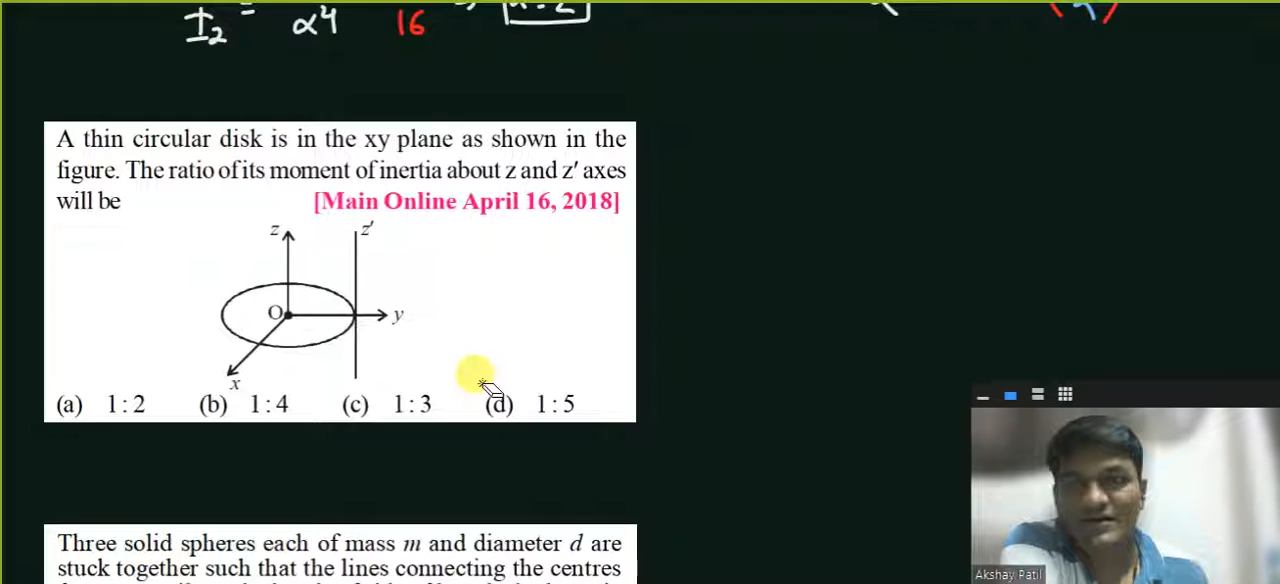 I₂ = α⁴ 16
A thin circular disk is in the xy plane as shown in the
figure. The ratio of its moment of inertia about z and z′ axes
will be [Main Online April 16, 2018]
z z′
O y
x
(a) 1 : 2 (b) 1 : 4 (c) 1 : 3 (d) 1 : 5
Three solid spheres each of mass m and diameter d are
stuck together such that the lines connecting the centres
Akshay Patil